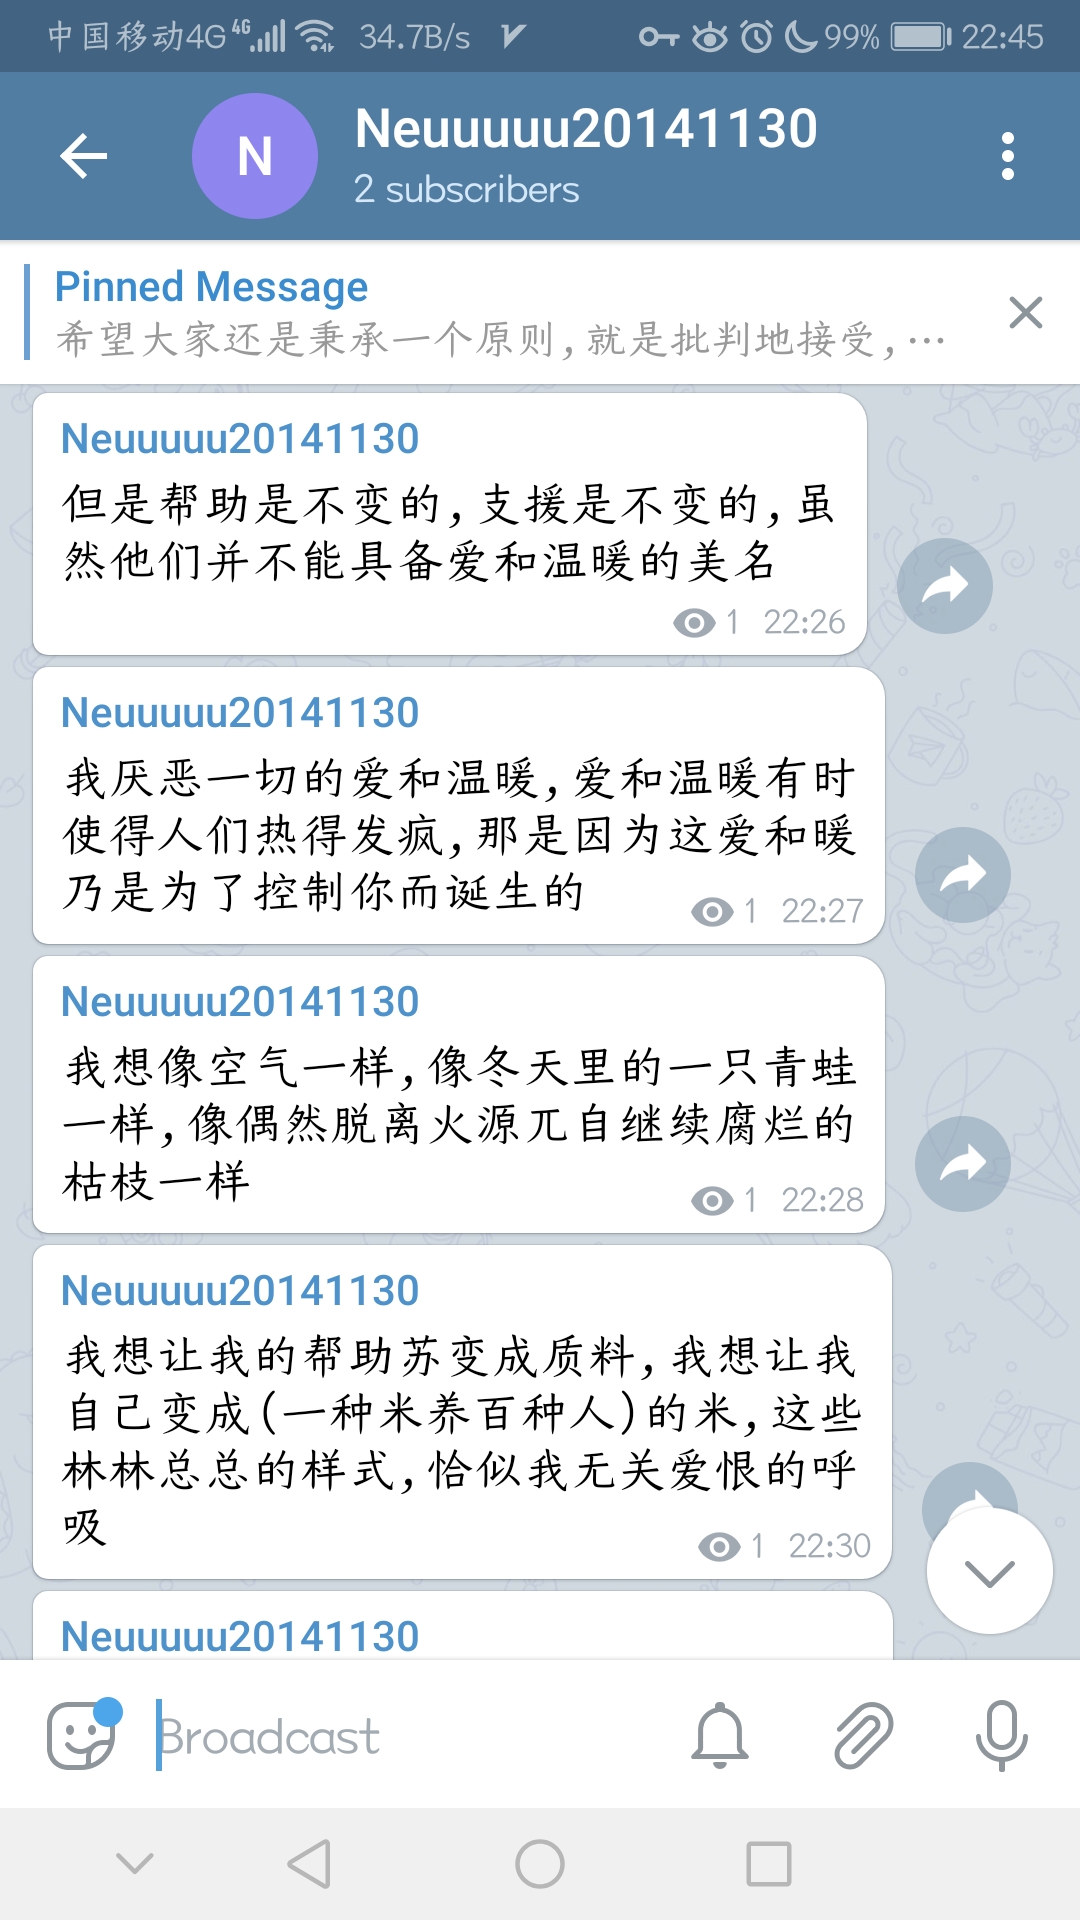 中国移动4G 4G 34.7B/s 99% 22:45
N
Neuuuuu20141130
2 subscribers
Pinned Message
希望大家还是秉承一个原则,就是批判地接受,…
Neuuuuu20141130
但是帮助是不变的,支援是不变的,虽
然他们并不能具备爱和温暖的美名
1 22:26
Neuuuuu20141130
我厌恶一切的爱和温暖,爱和温暖有时
使得人们热得发疯,那是因为这爱和暖
乃是为了控制你而诞生的
1 22:27
Neuuuuu20141130
我想像空气一样,像冬天里的一只青蛙
一样,像偶然脱离火源兀自继续腐烂的
枯枝一样
1 22:28
Neuuuuu20141130
我想让我的帮助苏变成质料,我想让我
自己变成(一种米养百种人)的米,这些
林林总总的样式,恰似我无关爱恨的呼
吸
1 22:30
Neuuuuu20141130
Broadcast